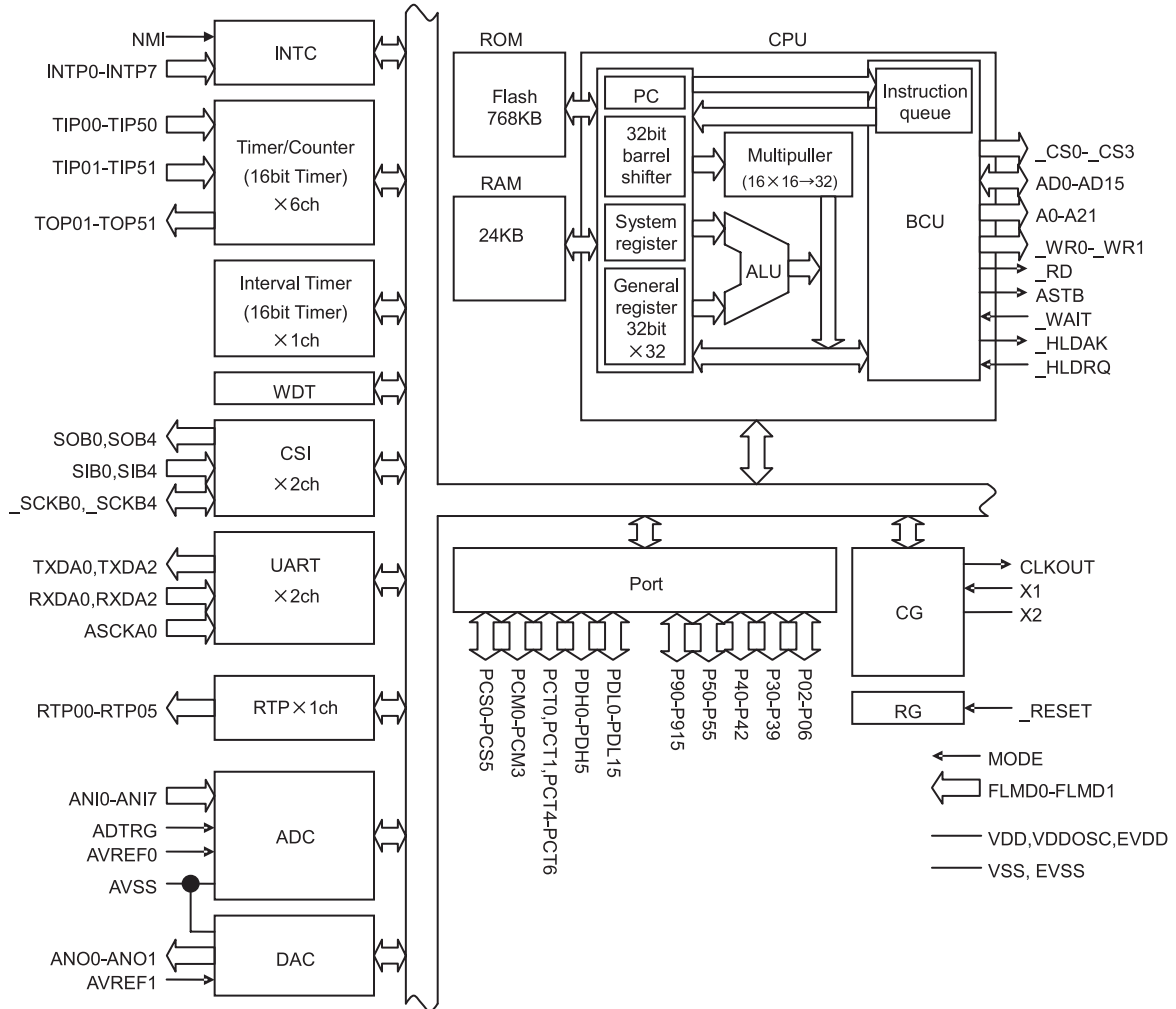 NMI
INTP0-INTP7
INTC
TIP00-TIP50
TIP01-TIP51
TOP01-TOP51
Timer/Counter
(16bit Timer)
×6ch
Interval Timer
(16bit Timer)
×1ch
WDT
SOB0,SOB4
SIB0,SIB4
_SCKB0,_SCKB4
CSI
×2ch
TXDA0,TXDA2
RXDA0,RXDA2
ASCKA0
UART
×2ch
RTP00-RTP05
RTP×1ch
ANI0-ANI7
ADTRG
AVREF0
AVSS
ADC
ANO0-ANO1
AVREF1
DAC
ROM
Flash
768KB
RAM
24KB
CPU
PC
32bit
barrel
shifter
System
register
General
register
32bit
×32
Multipuller
(16×16→32)
ALU
Instruction
queue
BCU
_CS0-_CS3
AD0-AD15
A0-A21
_WR0-_WR1
_RD
ASTB
_WAIT
_HLDAK
_HLDRQ
Port
PCS0-PCS5
PCM0-PCM3
PCT0,PCT1,PCT4-PCT6
PDH0-PDH5
PDL0-PDL15
P90-P915
P50-P55
P40-P42
P30-P39
P02-P06
CG
CLKOUT
X1
X2
RG
_RESET
MODE
FLMD0-FLMD1
VDD,VDDOSC,EVDD
VSS, EVSS